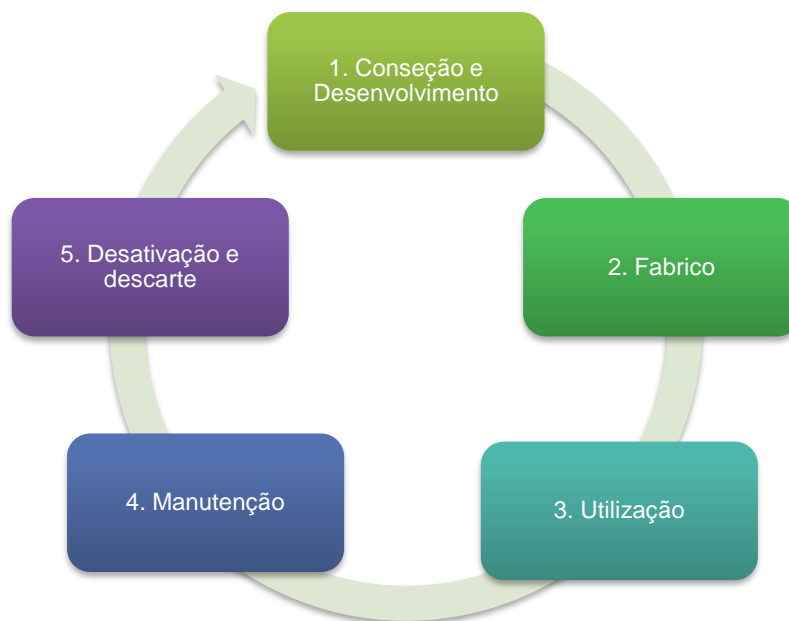 1. Conseção e
Desenvolvimento
2. Fabrico
3. Utilização
4. Manutenção
5. Desativação e
descarte